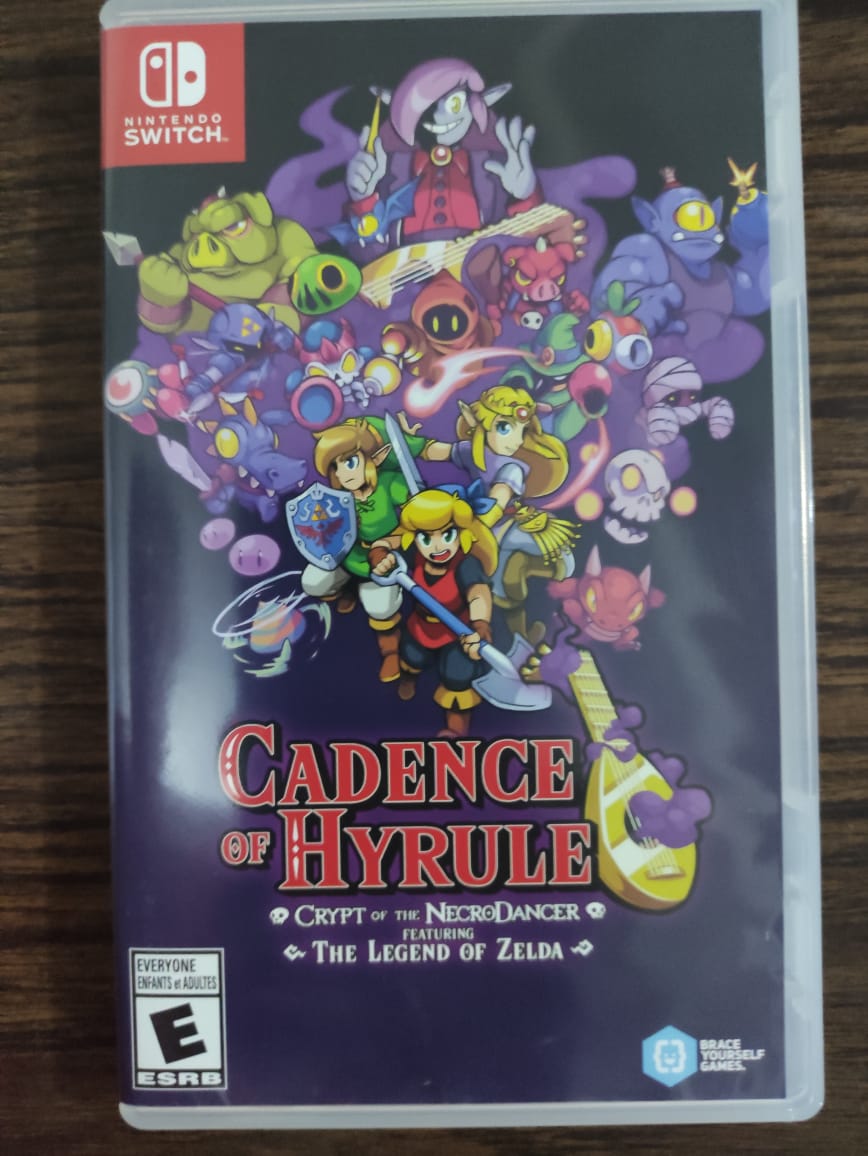 NINTENDO
SWITCH™
CADENCE
OF HYRULE
CRYPT OF THE NECRODANCER
FEATURING
THE LEGEND OF ZELDA
EVERYONE
ENFANTS et ADULTES
E
ESRB
BRACE
YOURSELF
GAMES.